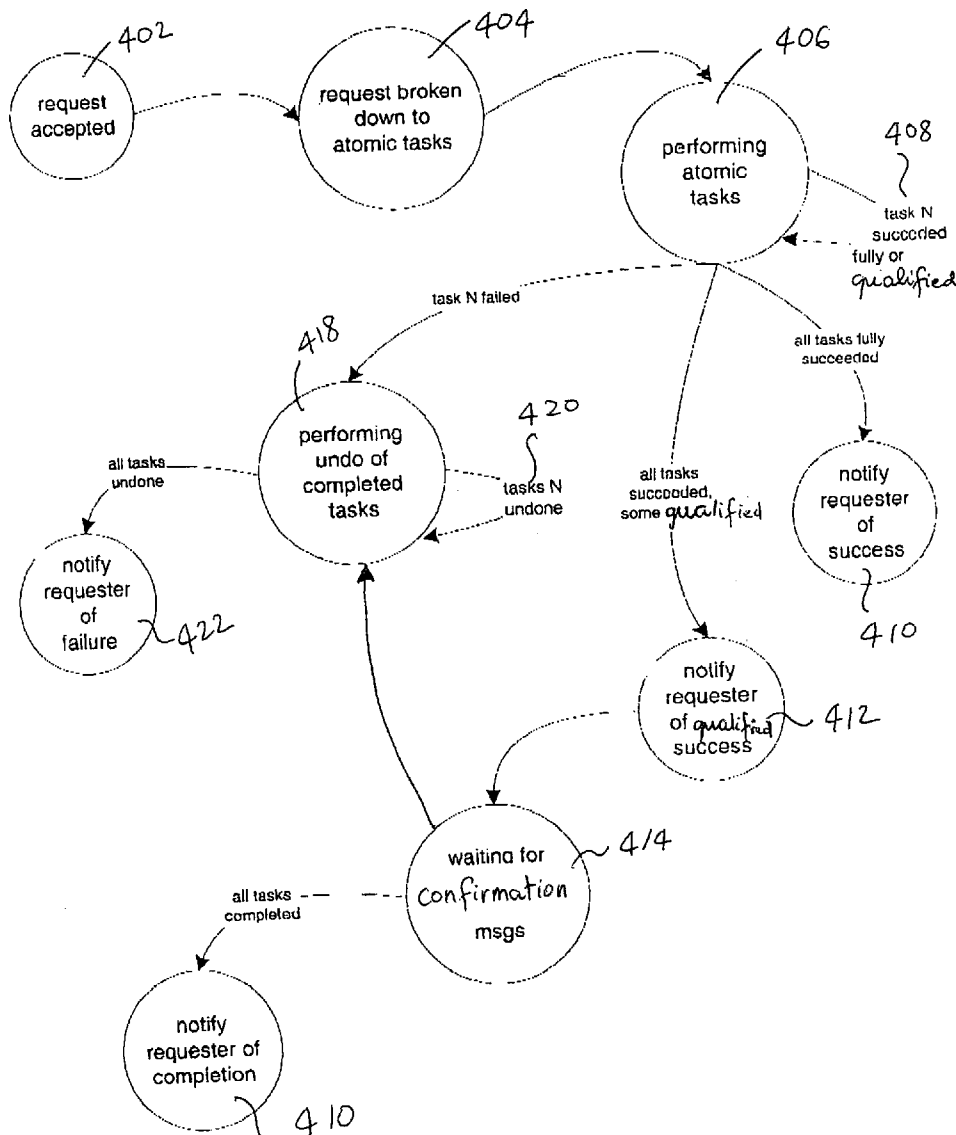 402
request
accepted
404
request broken
down to
atomic tasks
406
performing
atomic
tasks
408
task N
succeded
fully or
qualified
task N failed
all tasks fully
succeeded
418
performing
undo of
completed
tasks
420
tasks N
undone
all tasks
undone
all tasks
succeeded,
some qualified
notify
requester
of
success
410
notify
requester
of
failure
422
notify
requester
of qualified
success
412
waiting for
confirmation
msgs
414
all tasks
completed
notify
requester of
completion
410